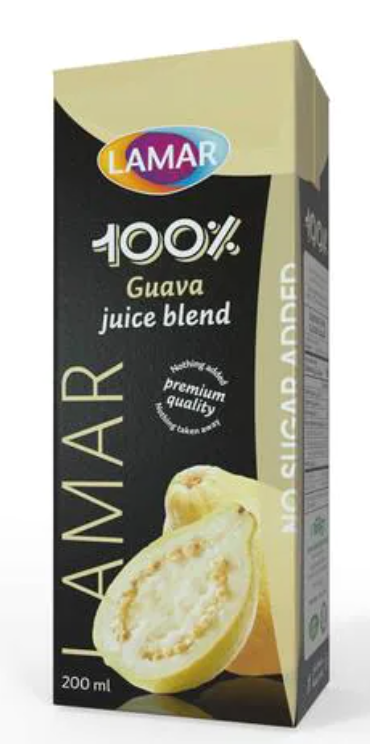 LAMAR
100%
Guava
juice blend
Nothing added
premium
quality
Nothing taken away
LAMAR
200 ml
NO SUGAR ADDED
100%